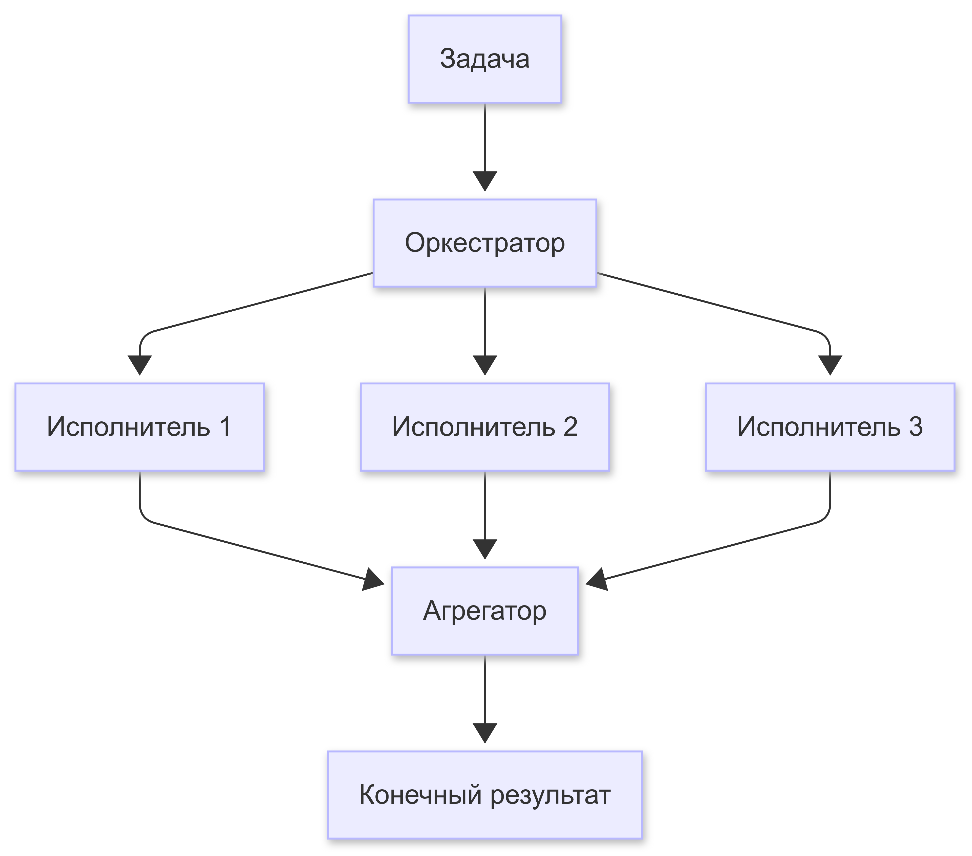 Задача
Оркестратор
Исполнитель 1
Исполнитель 2
Исполнитель 3
Агрегатор
Конечный результат